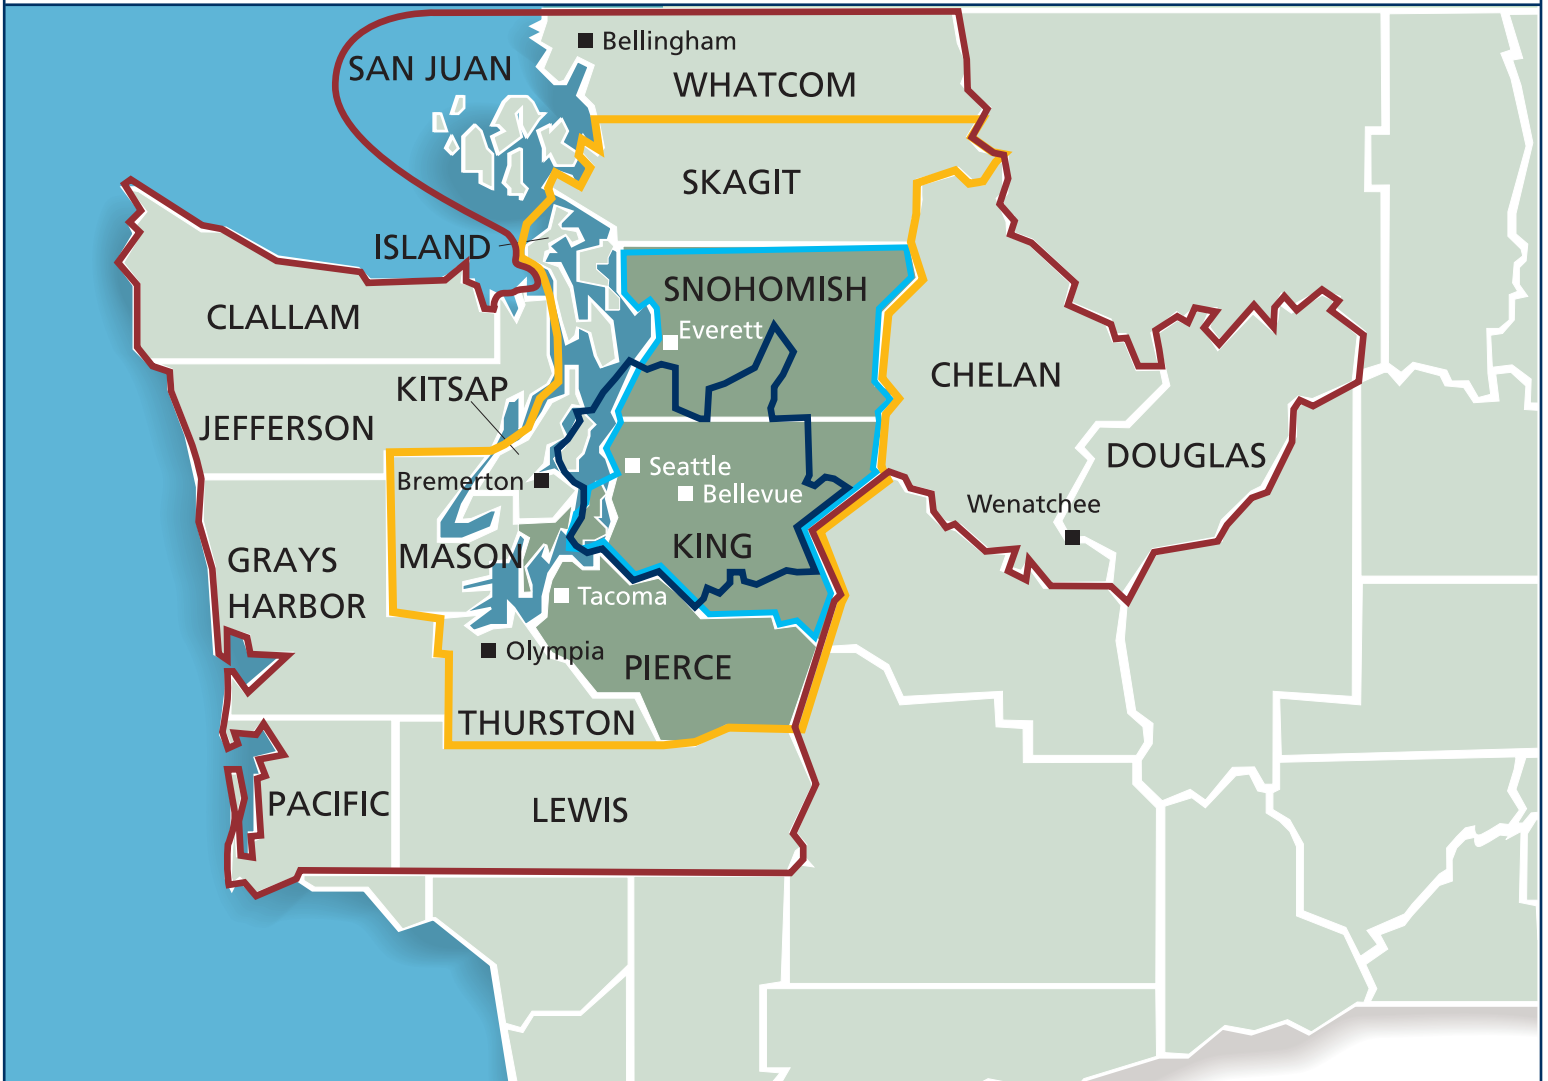 Bellingham
SAN JUAN
WHATCOM
SKAGIT
ISLAND
SNOHOMISH
CLALLAM
Everett
CHELAN
KITSAP
JEFFERSON
DOUGLAS
Seattle
Bremerton
Bellevue
Wenatchee
KING
MASON
GRAYS
HARBOR
Tacoma
Olympia
PIERCE
THURSTON
PACIFIC
LEWIS